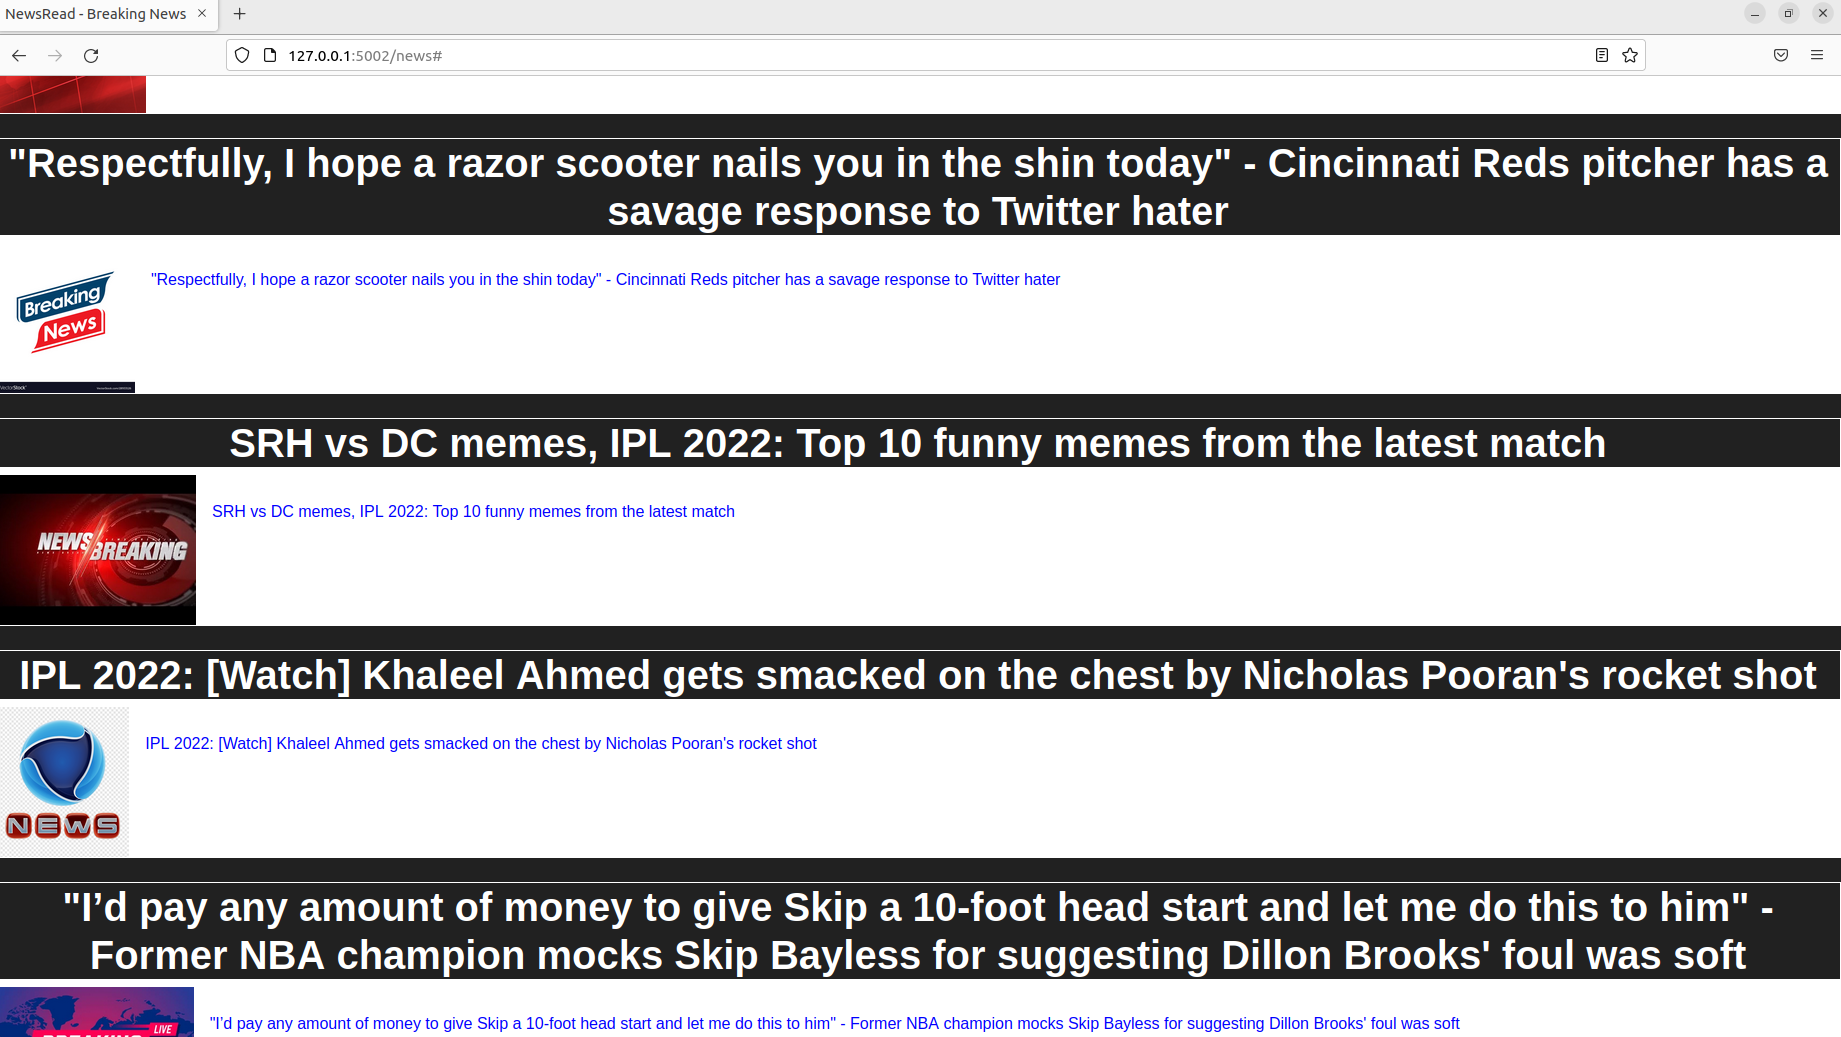 NewsRead - Breaking News
127.0.0.1:5002/news#
"Respectfully, I hope a razor scooter nails you in the shin today" - Cincinnati Reds pitcher has a
savage response to Twitter hater
"Respectfully, I hope a razor scooter nails you in the shin today" - Cincinnati Reds pitcher has a savage response to Twitter hater
Breaking
News
VectorStock
SRH vs DC memes, IPL 2022: Top 10 funny memes from the latest match
SRH vs DC memes, IPL 2022: Top 10 funny memes from the latest match
NEWS
BREAKING
IPL 2022: [Watch] Khaleel Ahmed gets smacked on the chest by Nicholas Pooran's rocket shot
IPL 2022: [Watch] Khaleel Ahmed gets smacked on the chest by Nicholas Pooran's rocket shot
NEWS
"I’d pay any amount of money to give Skip a 10-foot head start and let me do this to him" -
Former NBA champion mocks Skip Bayless for suggesting Dillon Brooks' foul was soft
"I’d pay any amount of money to give Skip a 10-foot head start and let me do this to him" - Former NBA champion mocks Skip Bayless for suggesting Dillon Brooks' foul was soft
LIVE
BREAKING